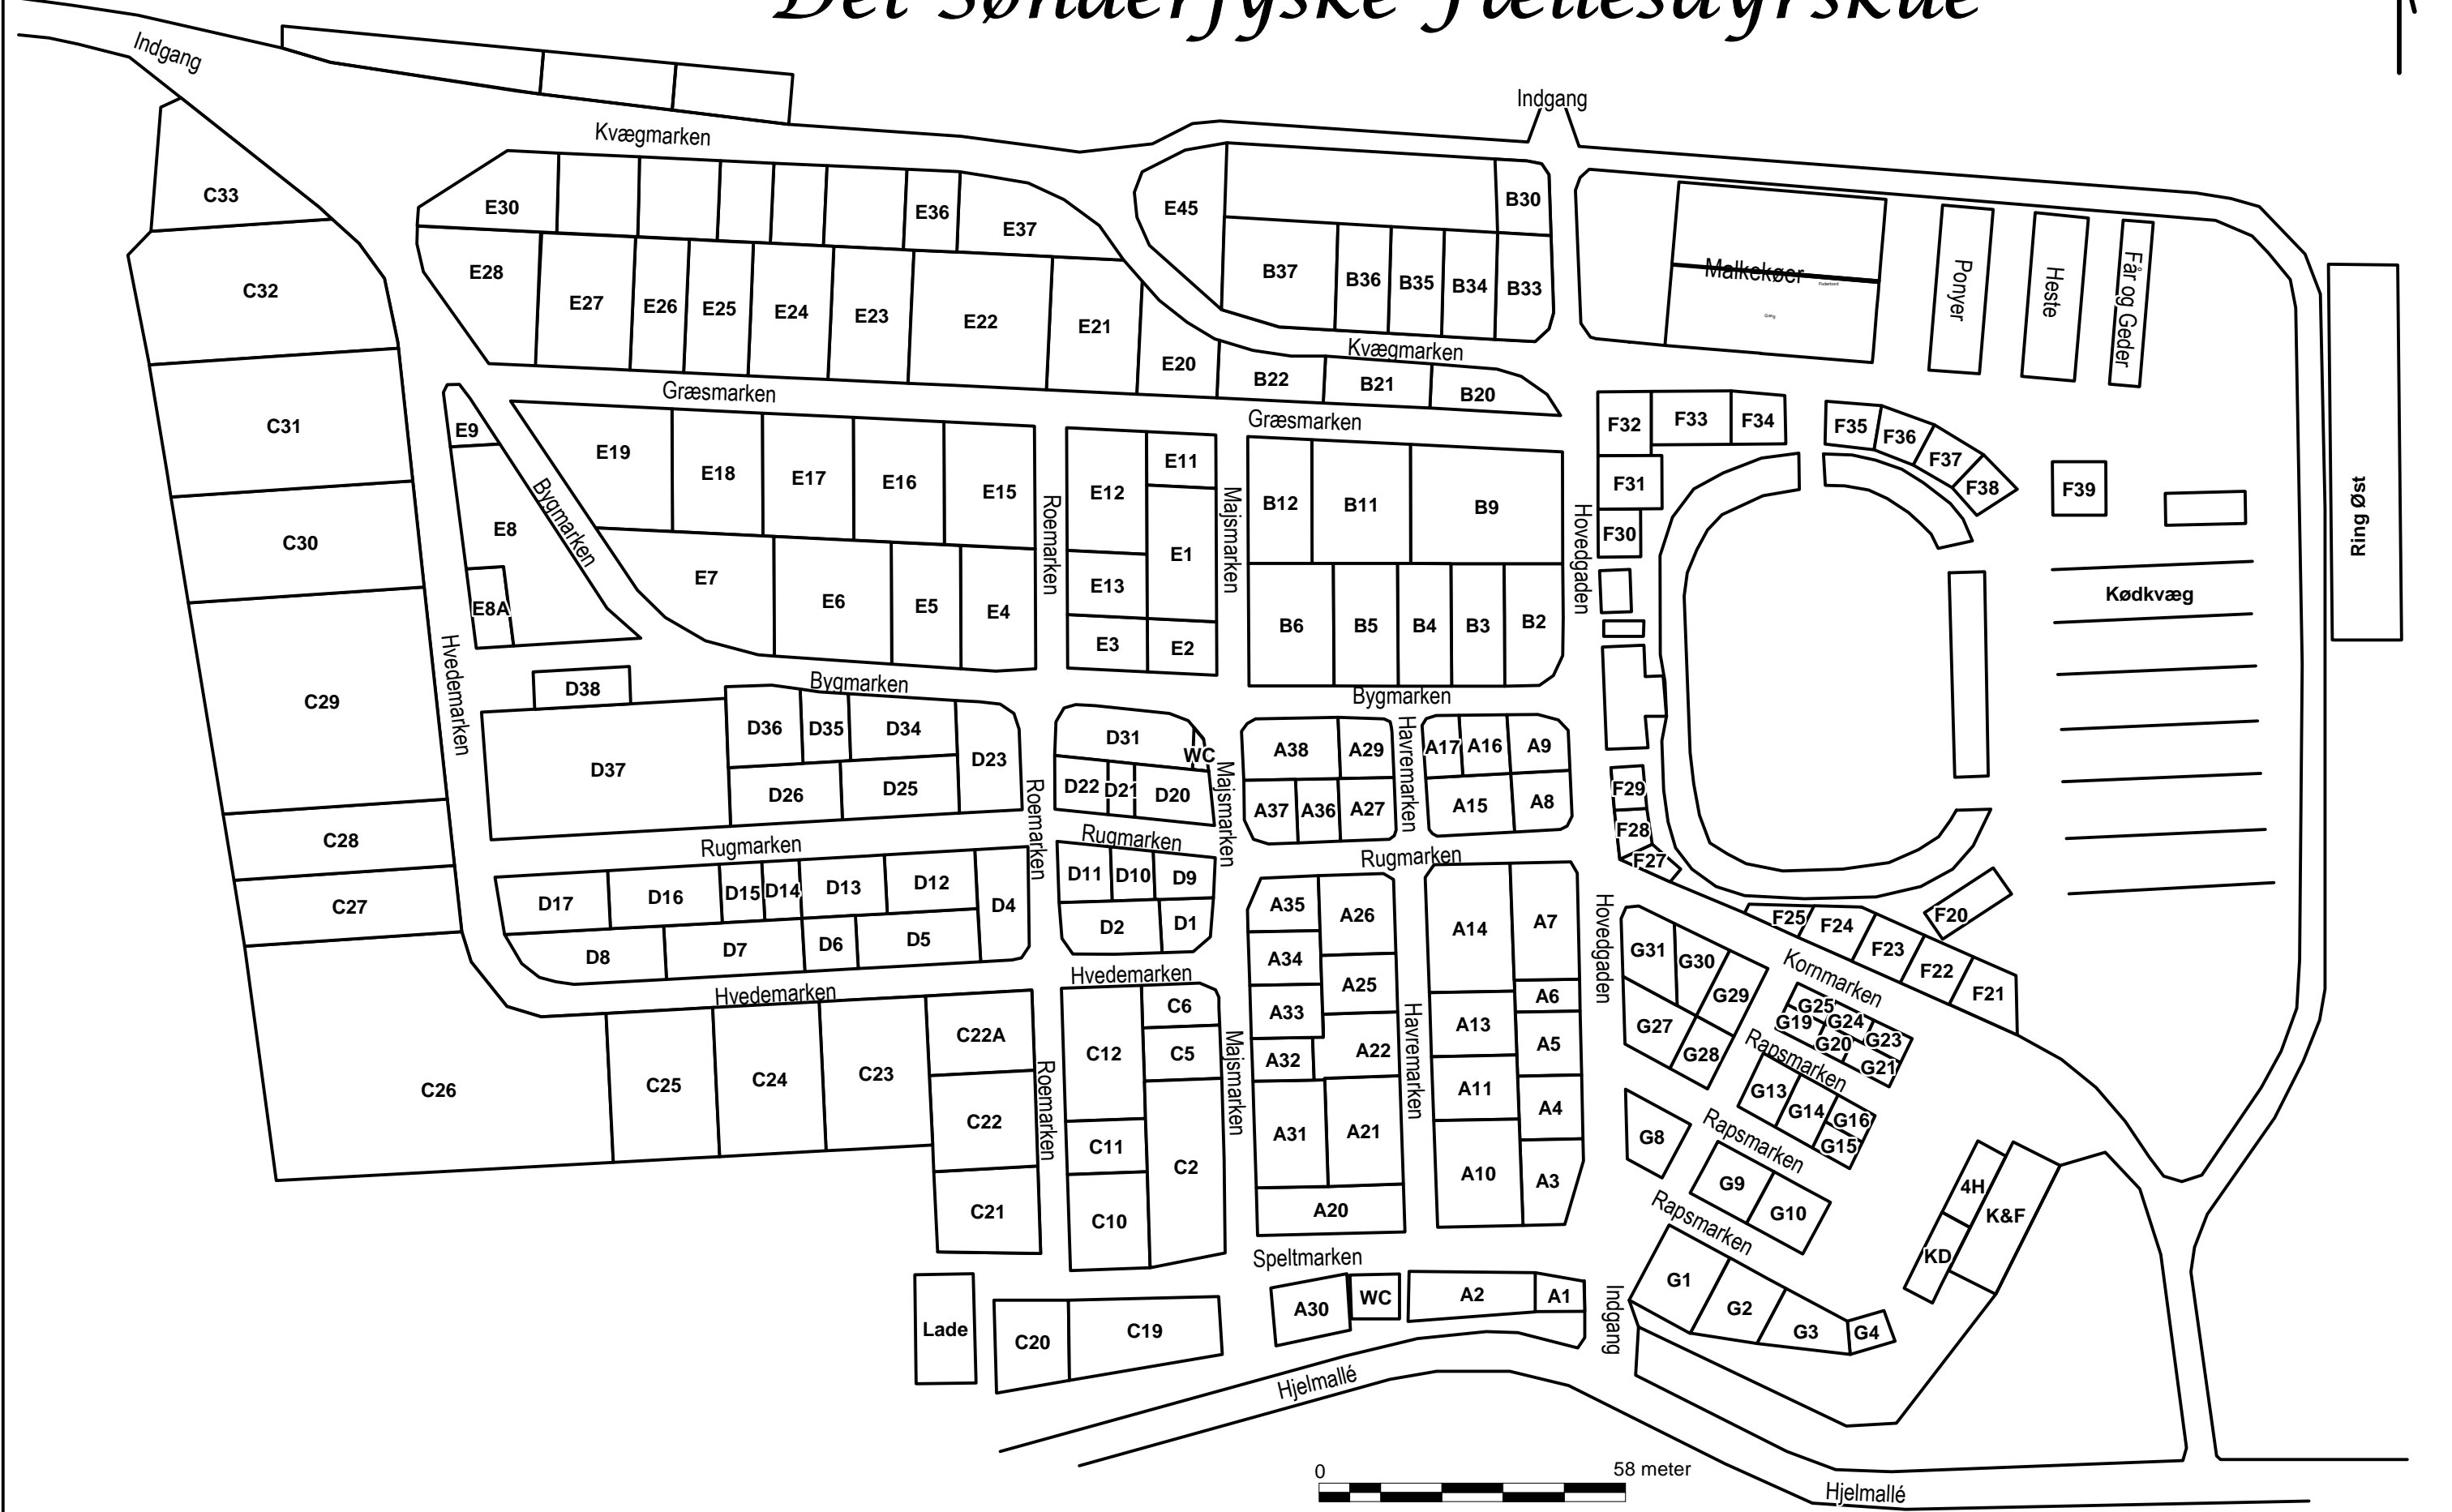 Det Sønderjyske Fællesdyrskue
Indgang
Indgang
Kvægmarken
C33
E30
E36
E37
E45
B30
C32
E28
E27
E26
E25
E24
E23
E22
E21
E20
B37
B36
B35
B34
B33
Malkekøer
Foderbord
Gang
Ponyer
Heste
Får og Geder
Ring Øst
Kvægmarken
B22
B21
B20
Græsmarken
Græsmarken
C31
E9
E19
E18
E17
E16
E15
E12
E11
B12
B11
B9
F32
F33
F34
F35
F36
F37
F38
F39
F31
F30
C30
E8
Bygmarken
Roemarken
Majsmarken
Hovedgaden
E8A
E7
E6
E5
E4
E13
E1
E3
E2
B6
B5
B4
B3
B2
Kødkvæg
C29
Hvedemarken
D38
Bygmarken
Bygmarken
D37
D36
D35
D34
D23
D26
D25
D31
WC
D22
D21
D20
Roemarken
Majsmarken
A38
A29
A37
A36
A27
Havremarken
A17
A16
A9
A15
A8
F29
F28
F27
C28
Rugmarken
Rugmarken
Rugmarken
C27
D17
D16
D15
D14
D13
D12
D4
D8
D7
D6
D5
D11
D10
D9
D2
D1
A35
A26
A34
A25
A33
A22
A32
A31
A21
A20
A14
A7
A6
A13
A5
A11
A4
A10
A3
Hovedgaden
F25
F24
F23
F22
F21
F20
Kornmarken
G31
G30
G29
G27
G28
G25
G24
G23
G19
G20
G21
Rapsmarken
G13
G14
G16
G15
G8
Rapsmarken
G9
G10
Rapsmarken
Hvedemarken
Hvedemarken
C26
C25
C24
C23
C22A
C22
C21
Roemarken
C12
C6
C5
C11
C2
C10
Majsmarken
Havremarken
4H
K&F
KD
Speltmarken
G1
G2
G3
G4
Lade
C20
C19
A30
WC
A2
A1
Indgang
Hjelmallé
0
58 meter
Hjelmallé